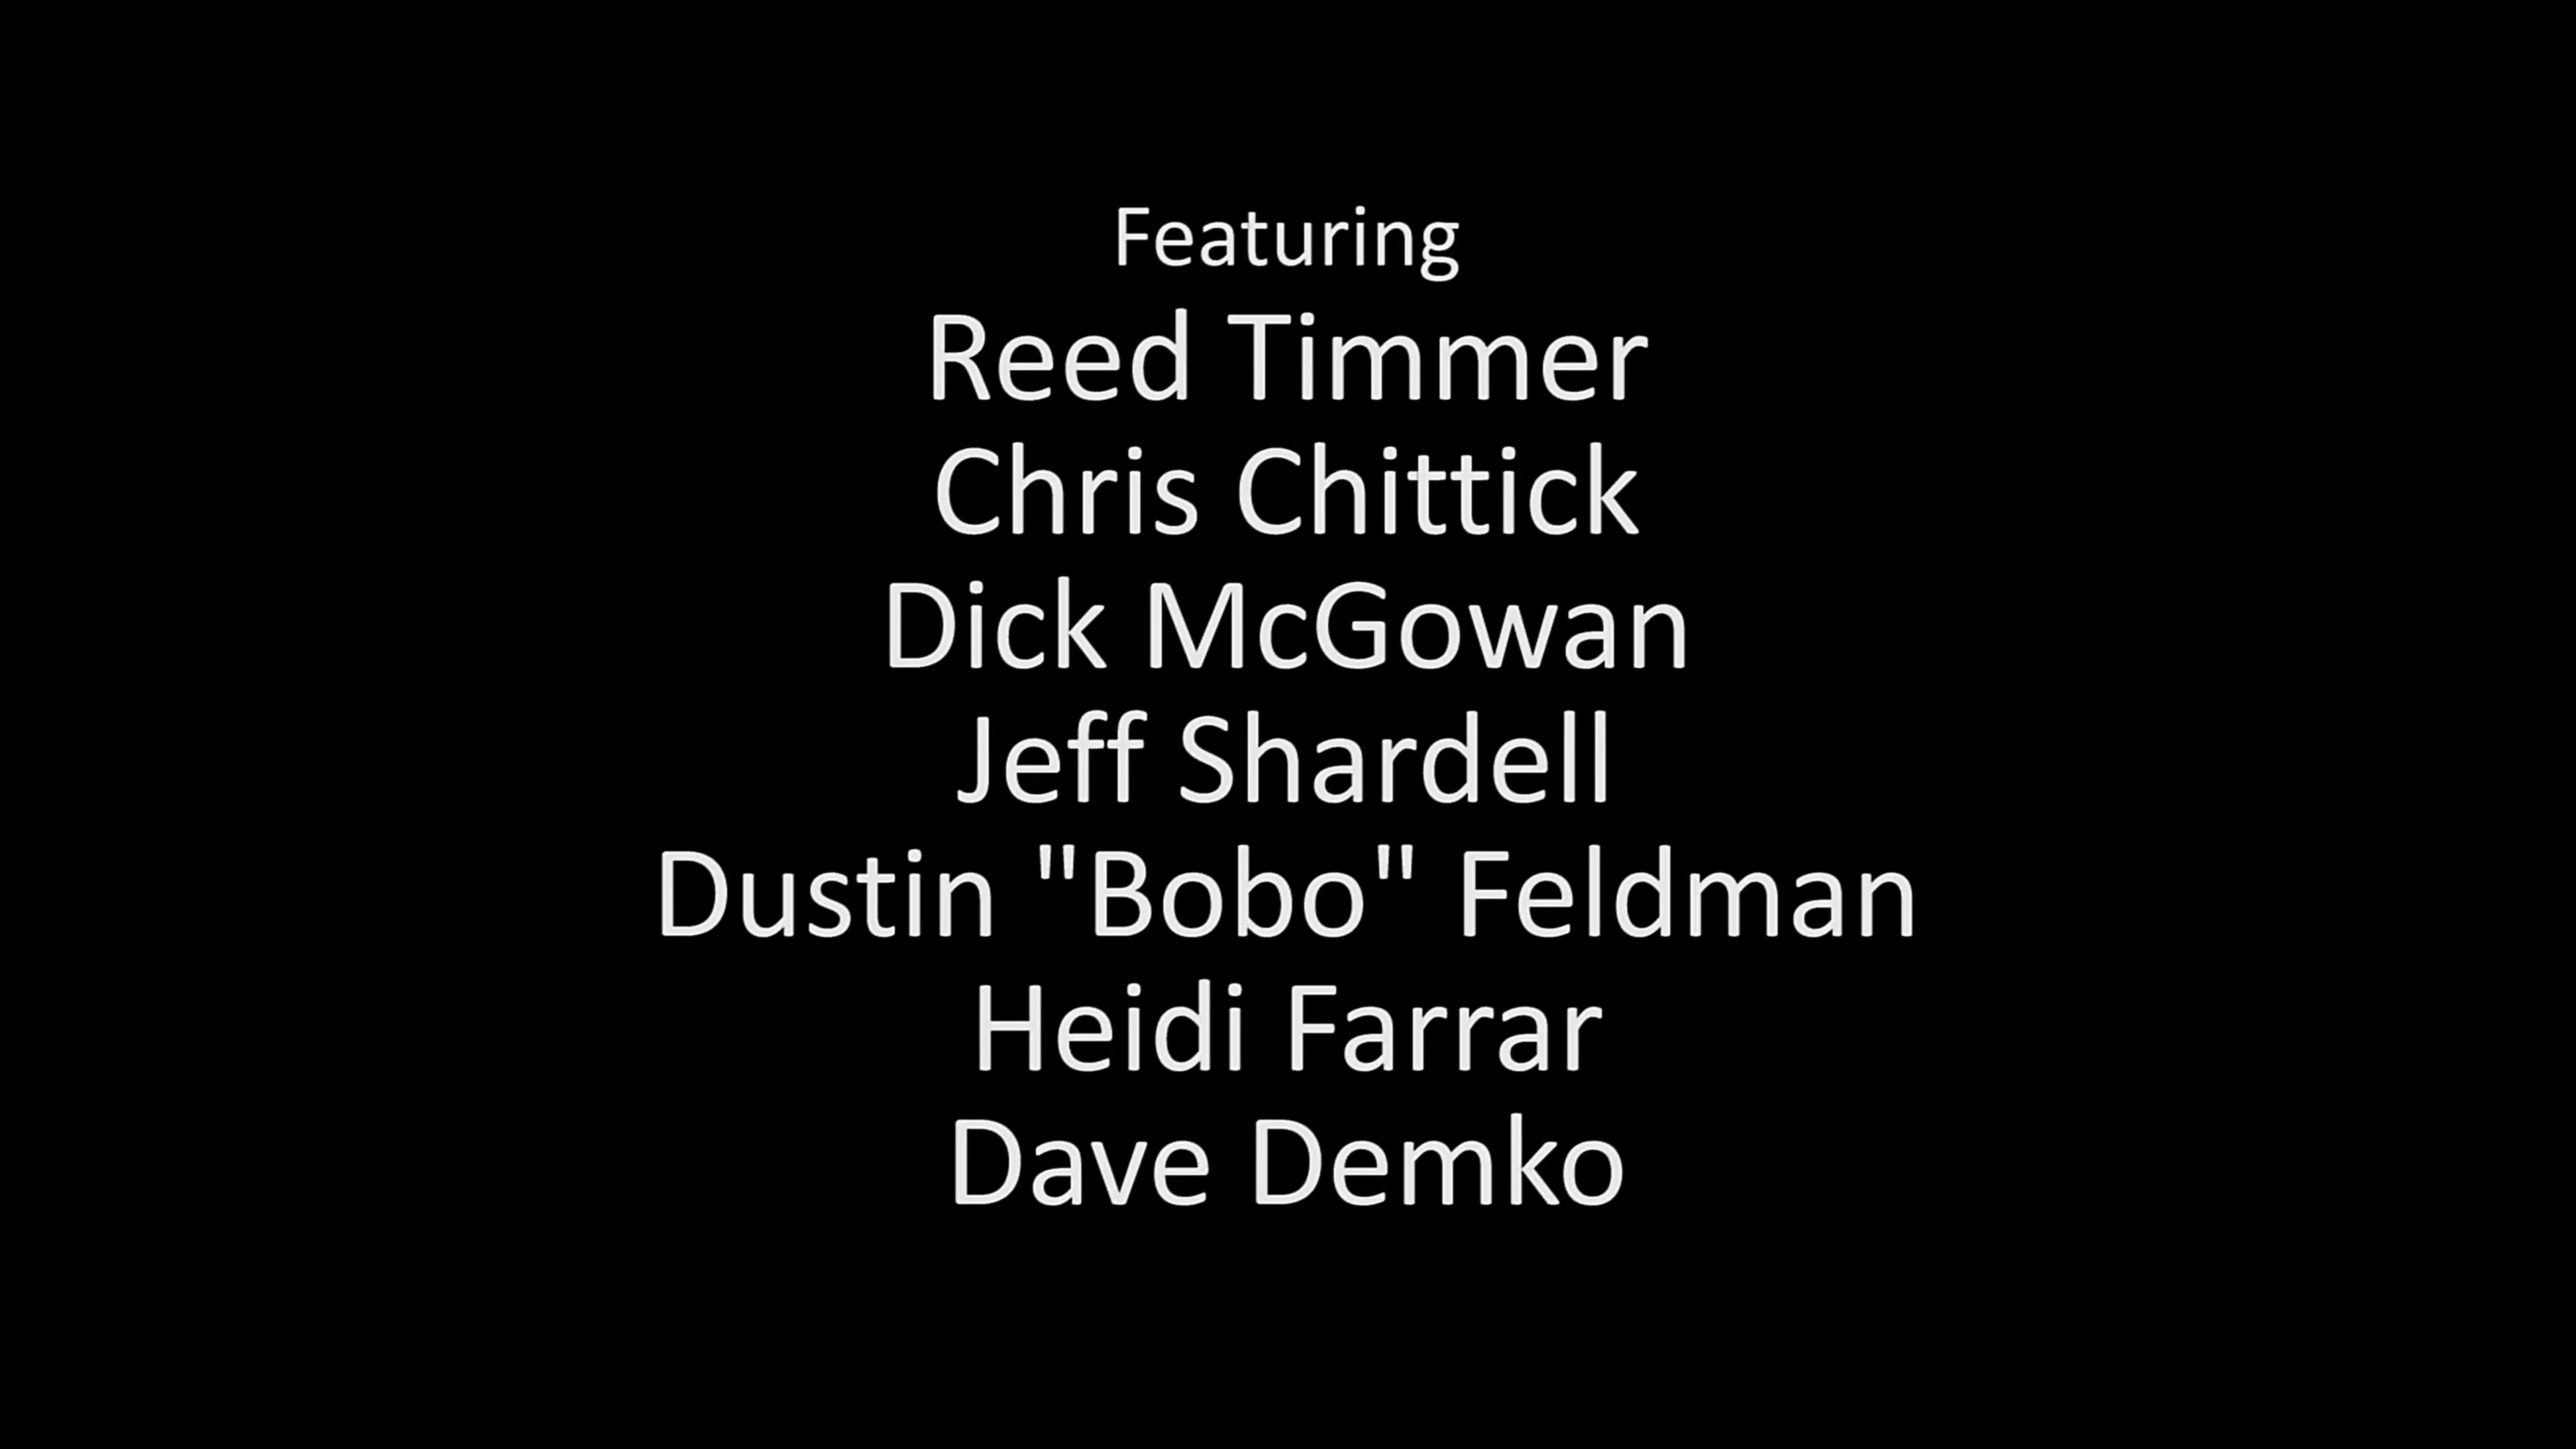 Featuring
Reed Timmer
Chris Chittick
Dick McGowan
Jeff Shardell
Dustin "Bobo" Feldman
Heidi Farrar
Dave Demko